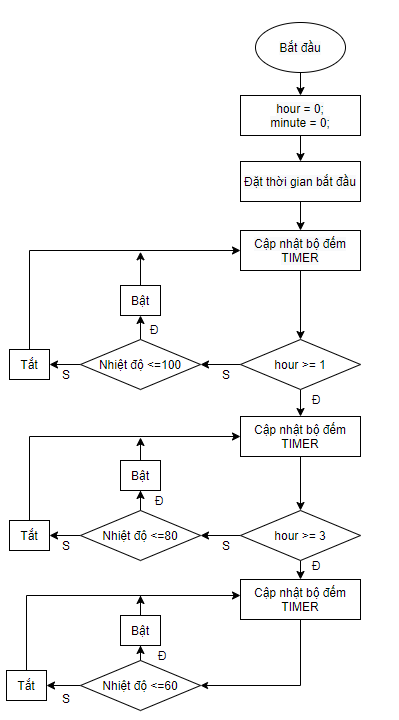 Bắt đầu
hour = 0;
minute = 0;
Đặt thời gian bắt đầu
Cập nhật bộ đếm
TIMER
Bật
Đ
Tắt
S
Nhiệt độ <=100
S
hour >= 1
Đ
Cập nhật bộ đếm
TIMER
Bật
Đ
Tắt
S
Nhiệt độ <=80
S
hour >= 3
Đ
Cập nhật bộ đếm
TIMER
Bật
Đ
Tắt
S
Nhiệt độ <=60